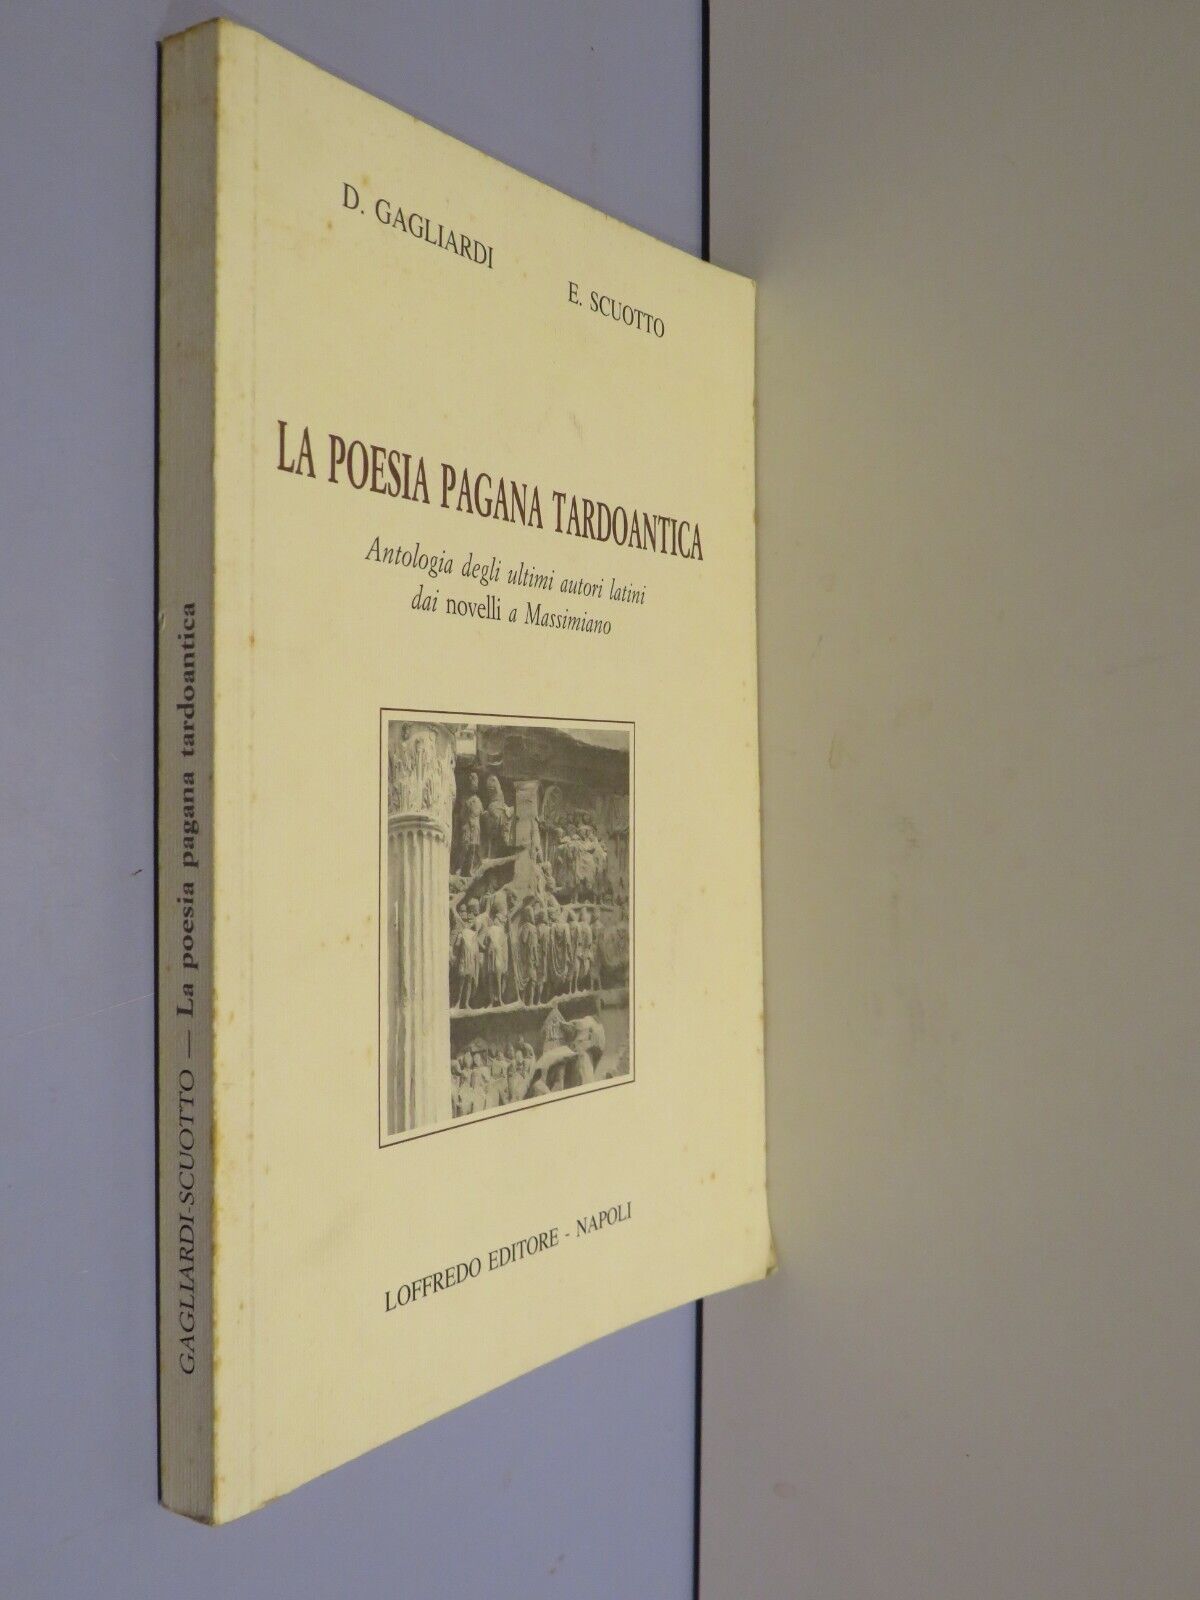 D. GAGLIARDI
E. SCUOTTO
LA POESIA PAGANA TARDOANTICA
Antologia degli ultimi autori latini
dai novelli a Massimiano
LOFFREDO EDITORE - NAPOLI
GAGLIARDI-SCUOTTO — La poesia pagana tardoantica